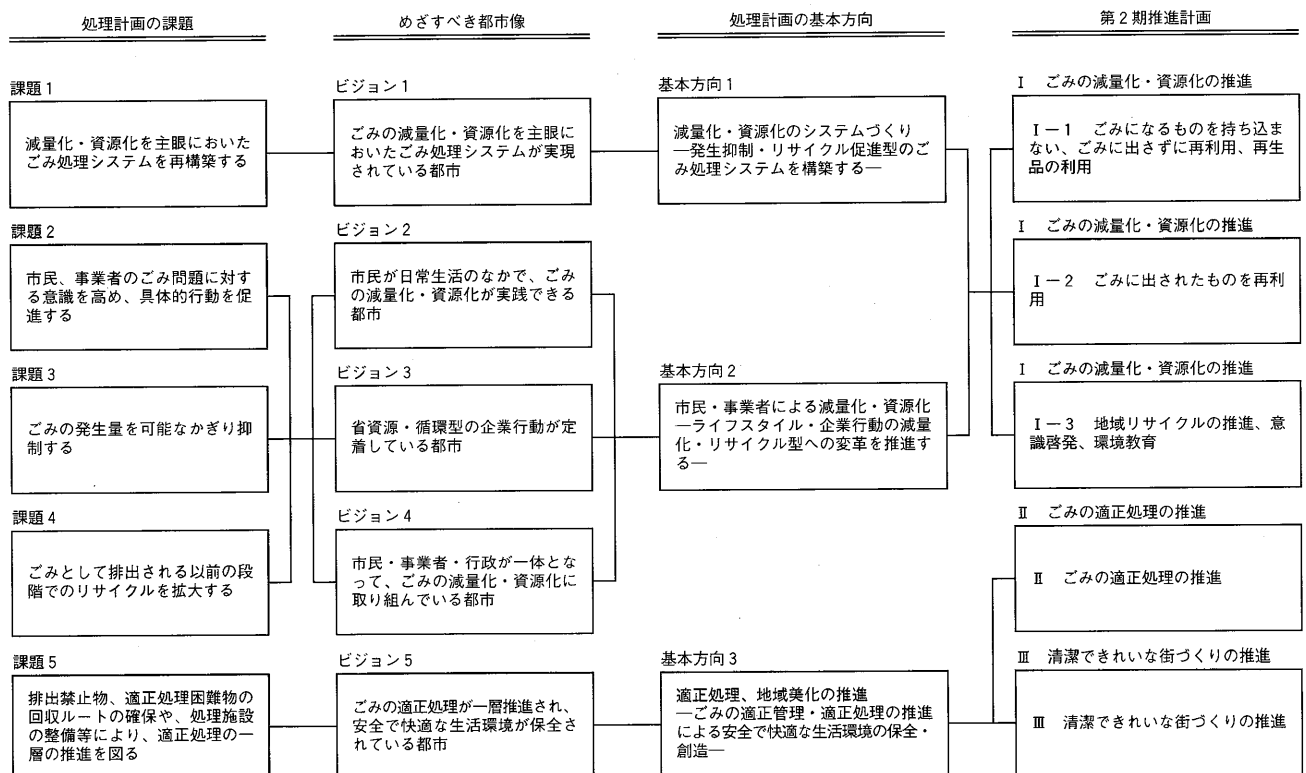 処理計画の課題
課題1
減量化・資源化を主眼においた
ごみ処理システムを再構築する
課題2
市民、事業者のごみ問題に対す
る意識を高め、具体的行動を促
進する
課題3
ごみの発生量を可能なかぎり抑
制する
課題4
ごみとして排出される以前の段
階でのリサイクルを拡大する
課題5
排出禁止物、適正処理困難物の
回収ルートの確保や、処理施設
の整備等により、適正処理の一
層の推進を図る
めざすべき都市像
ビジョン1
ごみの減量化・資源化を主眼に
おいたごみ処理システムが実現
されている都市
ビジョン2
市民が日常生活のなかで、ごみ
の減量化・資源化が実践できる
都市
ビジョン3
省資源・循環型の企業行動が定
着している都市
ビジョン4
市民・事業者・行政が一体とな
って、ごみの減量化・資源化に
取り組んでいる都市
ビジョン5
ごみの適正処理が一層推進され、
安全で快適な生活環境が保全さ
れている都市
処理計画の基本方向
基本方向1
減量化・資源化のシステムづくり
―発生抑制・リサイクル促進型のご
み処理システムを構築する―
基本方向2
市民・事業者による減量化・資源化
―ライフスタイル・企業行動の減量
化・リサイクル型への変革を推進す
る―
基本方向3
適正処理、地域美化の推進
―ごみの適正管理・適正処理の推進
による安全で快適な生活環境の保全・
創造―
第2期推進計画
Ⅰ ごみの減量化・資源化の推進
Ⅰ－1 ごみになるものを持ち込ま
ない、ごみに出さずに再利用、再生
品の利用
Ⅰ ごみの減量化・資源化の推進
Ⅰ－2 ごみに出されたものを再利
用
Ⅰ ごみの減量化・資源化の推進
Ⅰ－3 地域リサイクルの推進、意
識啓発、環境教育
Ⅱ ごみの適正処理の推進
Ⅱ ごみの適正処理の推進
Ⅲ 清潔できれいな街づくりの推進
Ⅲ 清潔できれいな街づくりの推進